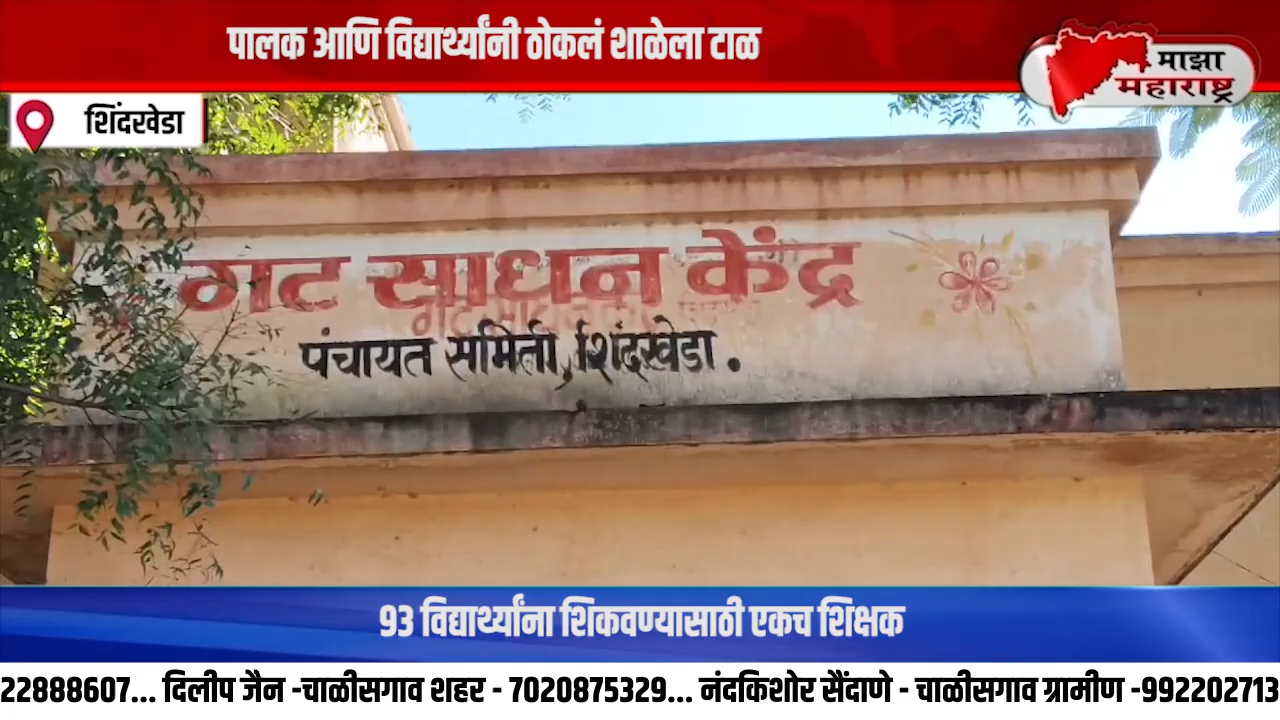 पालक आणि विद्यार्थ्यांनी ठोकलं शाळेला टाळ
माझा
महाराष्ट्र
शिंदखेडा
गट साधन केंद्र
पंचायत समिती, शिंदखेडा .
93 विद्यार्थ्यांना शिकवण्यासाठी एकच शिक्षक
22888607... दिलीप जैन -चाळीसगाव शहर - 7020875329... नंदकिशोर सैंदाणे - चाळीसगाव ग्रामीण -992202713